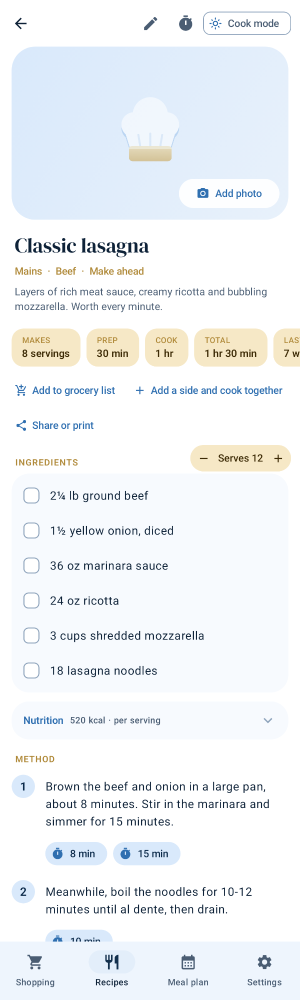 Cook mode
Add photo
Classic lasagna
Mains · Beef · Make ahead
Layers of rich meat sauce, creamy ricotta and bubbling
mozzarella. Worth every minute.
MAKES
8 servings
PREP
30 min
COOK
1 hr
TOTAL
1 hr 30 min
LAS
7 w
Add to grocery list
Add a side and cook together
Share or print
INGREDIENTS
− Serves 12 +
2¼ lb ground beef
1½ yellow onion, diced
36 oz marinara sauce
24 oz ricotta
3 cups shredded mozzarella
18 lasagna noodles
Nutrition 520 kcal · per serving
METHOD
1 Brown the beef and onion in a large pan,
about 8 minutes. Stir in the marinara and
simmer for 15 minutes.
8 min
15 min
2 Meanwhile, boil the noodles for 10-12
minutes until al dente, then drain.
10 min
Shopping
Recipes
Meal plan
Settings